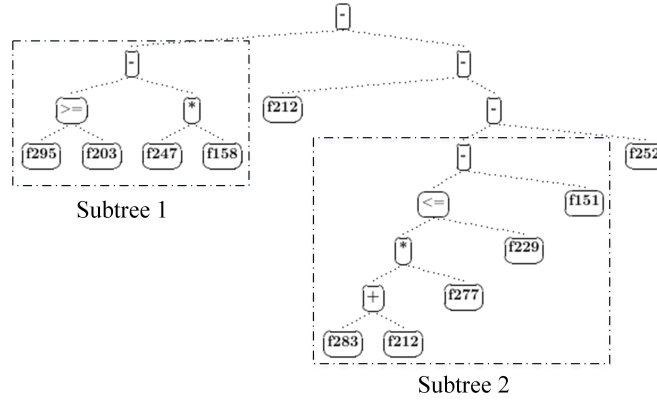 -
- -
>= * f212 -
f295 f203 f247 f158 - f252
<= f151
Subtree 1
* f229
+ f277
f283 f212
Subtree 2